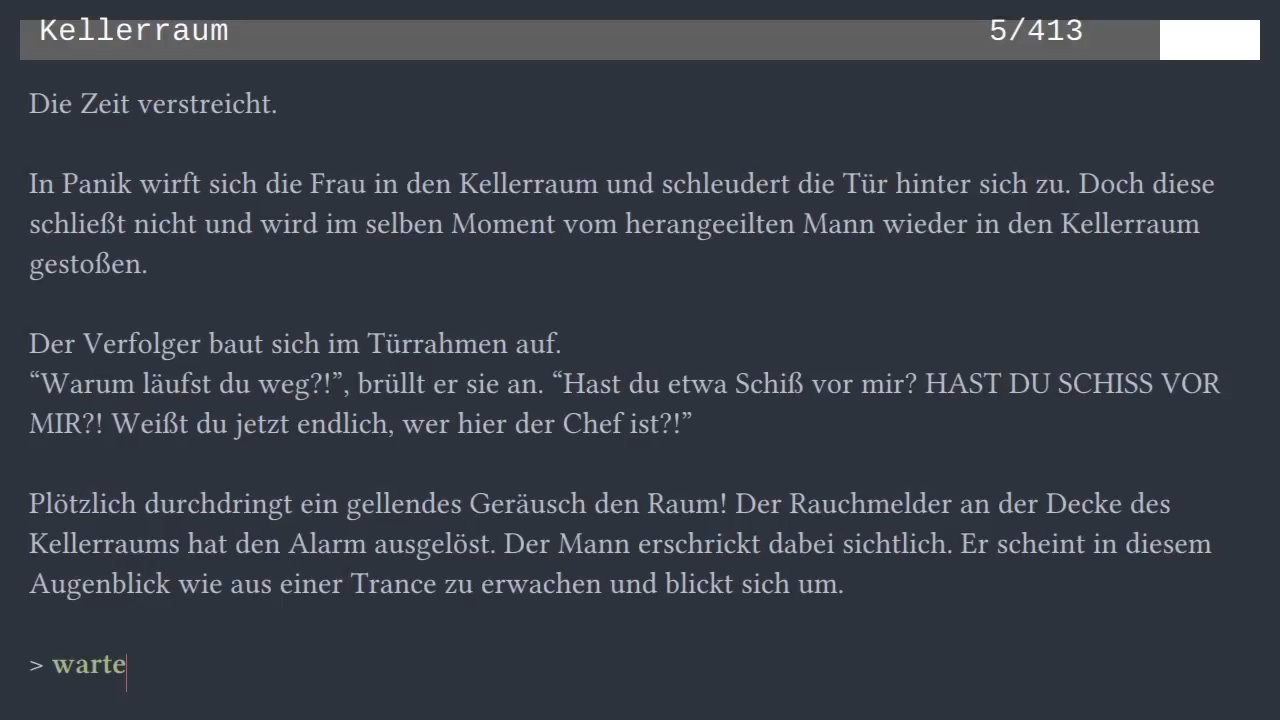 Kellerraum 5/413
Die Zeit verstreicht.
In Panik wirft sich die Frau in den Kellerraum und schleudert die Tür hinter sich zu. Doch diese
schließt nicht und wird im selben Moment vom herangeeilten Mann wieder in den Kellerraum
gestoßen.
Der Verfolger baut sich im Türrahmen auf.
“Warum läufst du weg?!”, brüllt er sie an. “Hast du etwa Schiß vor mir? HAST DU SCHISS VOR
MIR?! Weißt du jetzt endlich, wer hier der Chef ist?!”
Plötzlich durchdringt ein gellendes Geräusch den Raum! Der Rauchmelder an der Decke des
Kellerraums hat den Alarm ausgelöst. Der Mann erschrickt dabei sichtlich. Er scheint in diesem
Augenblick wie aus einer Trance zu erwachen und blickt sich um.
> warte